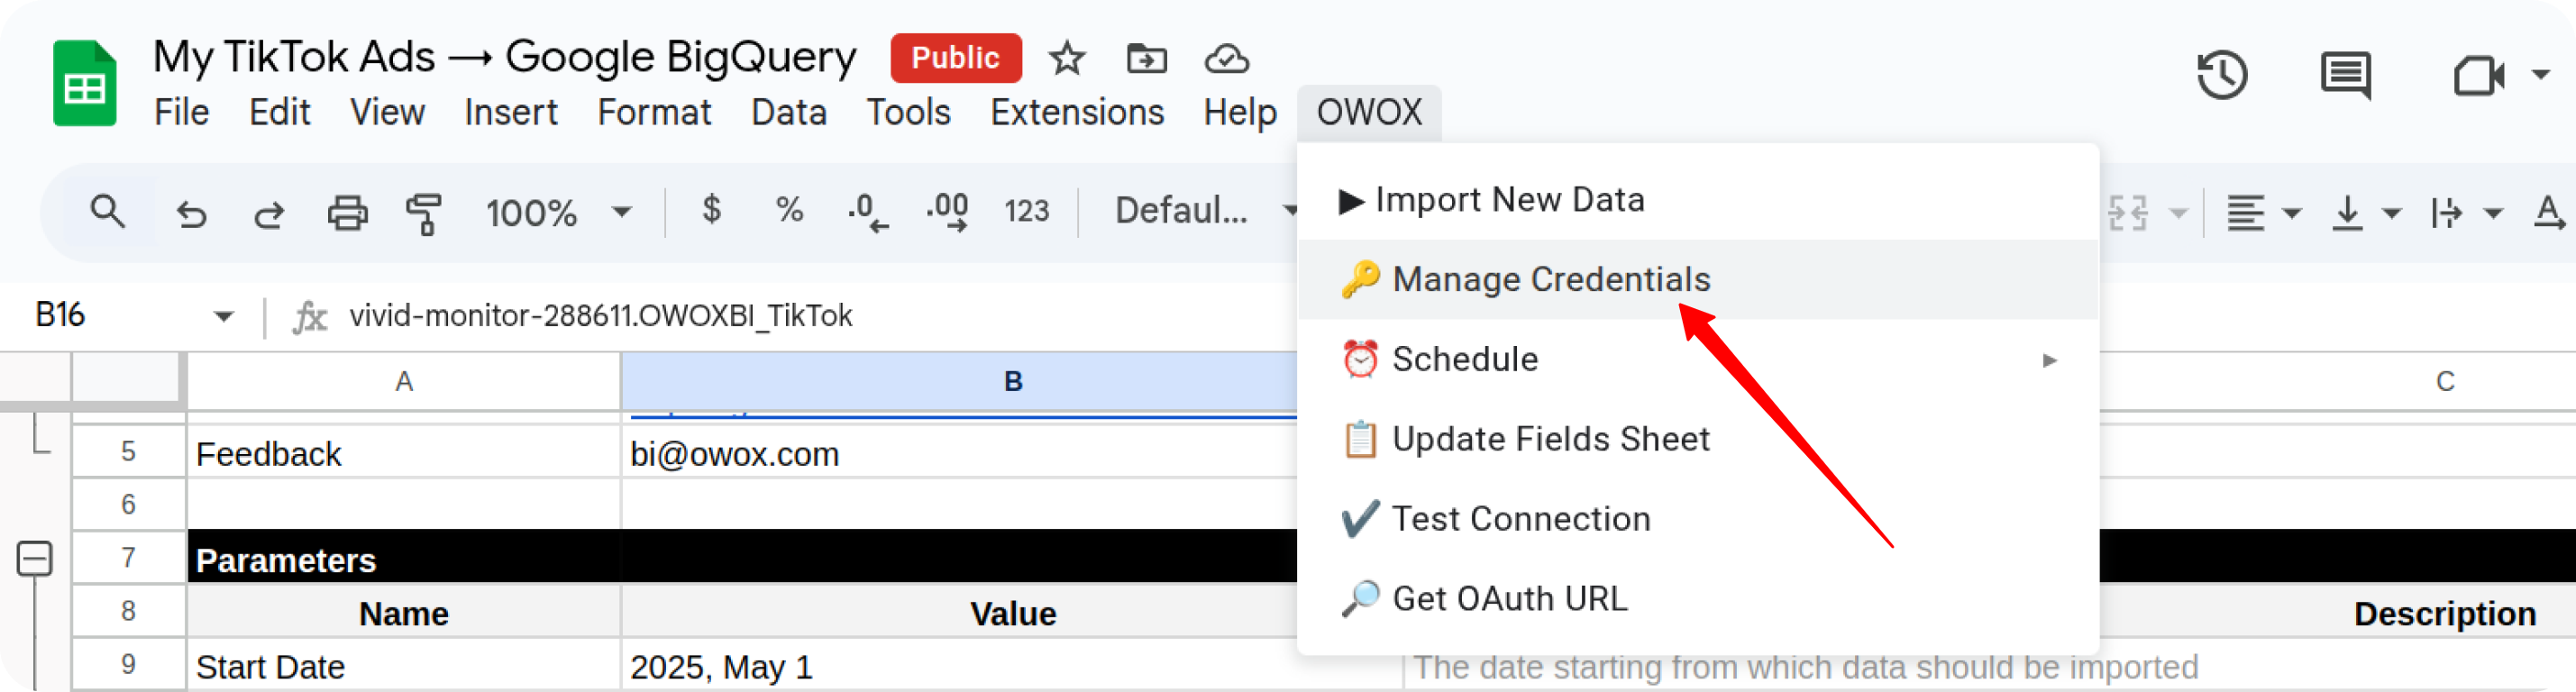 My TikTok Ads → Google BigQuery Public
File Edit View Insert Format Data Tools Extensions Help OWOX
100% $ % .0 .00 123 Defaul...
▶ Import New Data
Manage Credentials
Schedule
Update Fields Sheet
Test Connection
Get OAuth URL
B16 fx vivid-monitor-288611.OWOXBI_TikTok
A B C
5 Feedback bi@owox.com
6
7 Parameters
8 Name Value Description
9 Start Date 2025, May 1 The date starting from which data should be imported